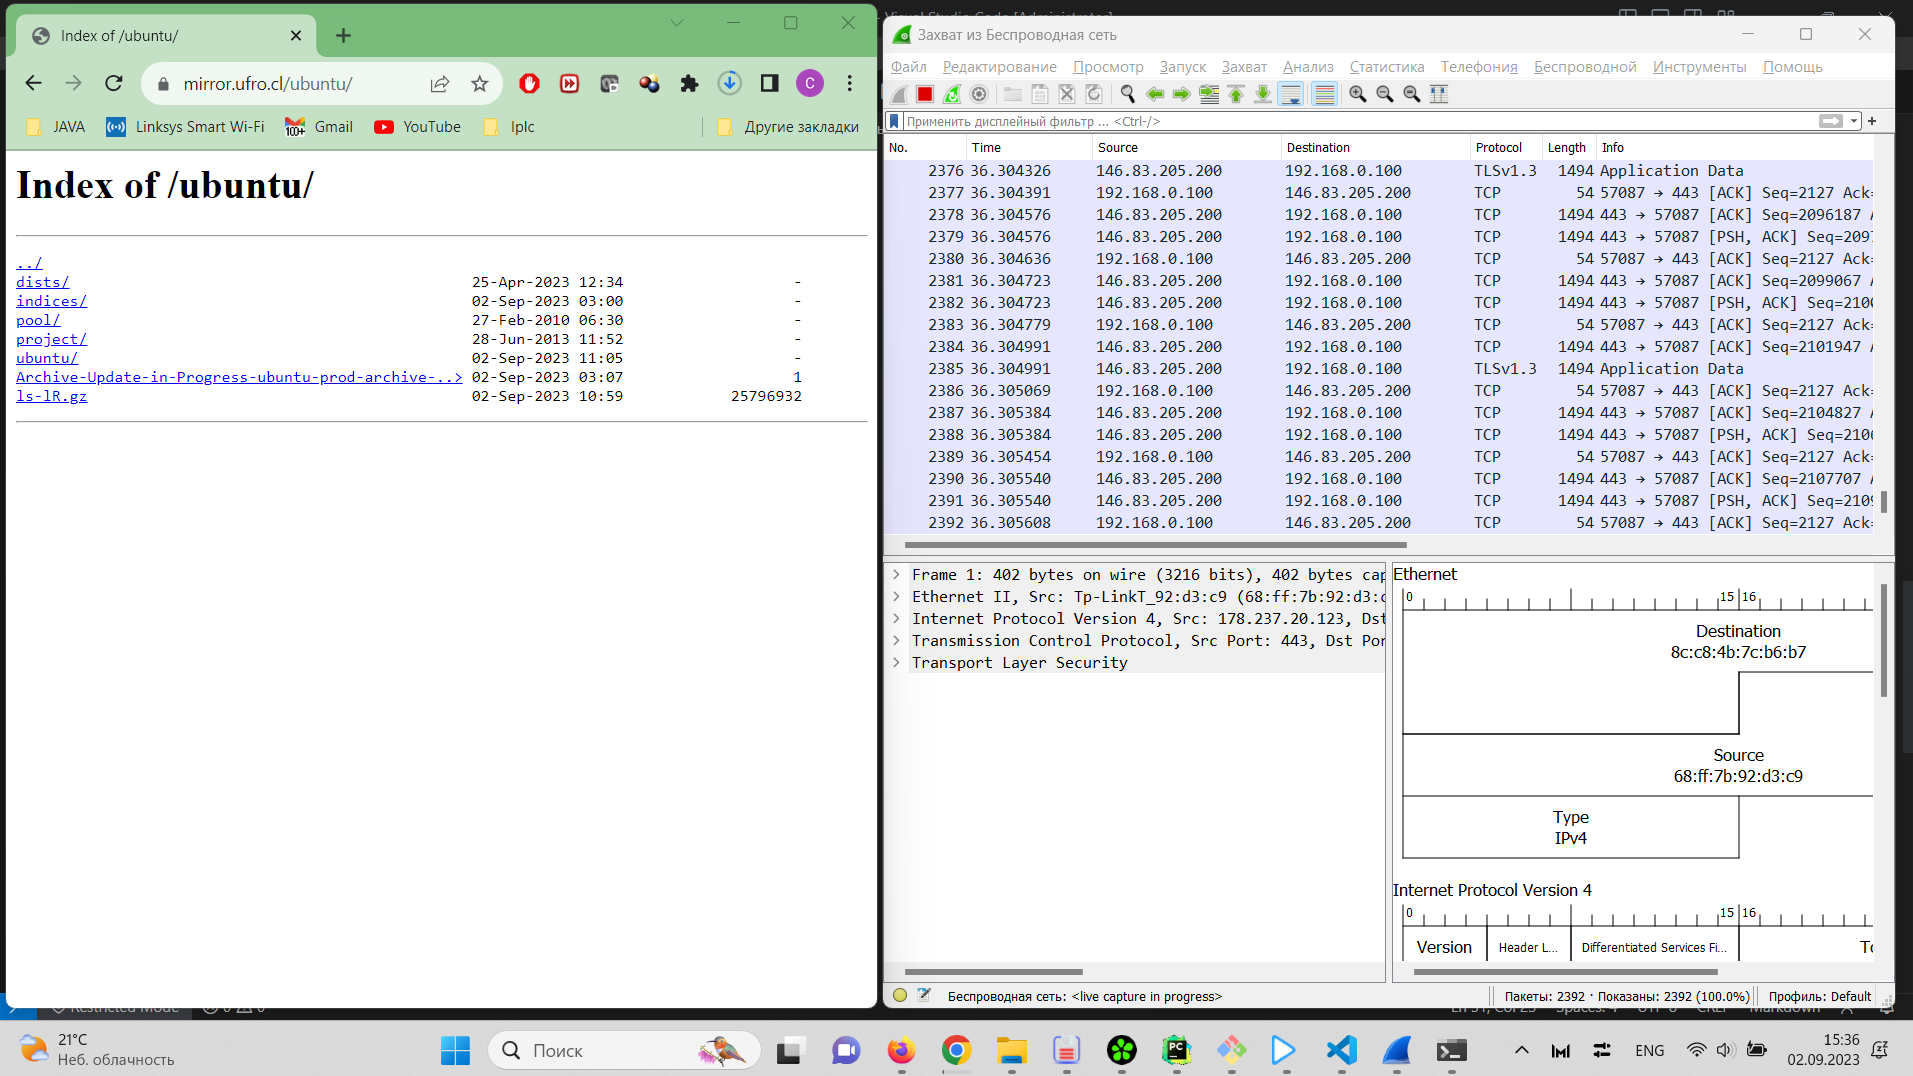 Index of /ubuntu/
mirror.ufro.cl/ubuntu/
C
JAVA
Linksys Smart Wi-Fi
100+
Gmail
YouTube
Iplc
Другие закладки
Index of /ubuntu/
../
dists/ 25-Apr-2023 12:34 -
indices/ 02-Sep-2023 03:00 -
pool/ 27-Feb-2010 06:30 -
project/ 28-Jun-2013 11:52 -
ubuntu/ 02-Sep-2023 11:05 -
Archive-Update-in-Progress-ubuntu-prod-archive-..> 02-Sep-2023 03:07 1
ls-lR.gz 02-Sep-2023 10:59 25796932
Захват из Беспроводная сеть
Файл Редактирование Просмотр Запуск Захват Анализ Статистика Телефония Беспроводной Инструменты Помощь
Применить дисплейный фильтр ... <Ctrl-/>
No. Time Source Destination Protocol Length Info
2376 36.304326 146.83.205.200 192.168.0.100 TLSv1.3 1494 Application Data
2377 36.304391 192.168.0.100 146.83.205.200 TCP 54 57087 → 443 [ACK] Seq=2127 Ack=
2378 36.304576 146.83.205.200 192.168.0.100 TCP 1494 443 → 57087 [ACK] Seq=2096187
2379 36.304576 146.83.205.200 192.168.0.100 TCP 1494 443 → 57087 [PSH, ACK] Seq=209
2380 36.304636 192.168.0.100 146.83.205.200 TCP 54 57087 → 443 [ACK] Seq=2127 Ack=
2381 36.304723 146.83.205.200 192.168.0.100 TCP 1494 443 → 57087 [ACK] Seq=2099067
2382 36.304723 146.83.205.200 192.168.0.100 TCP 1494 443 → 57087 [PSH, ACK] Seq=210
2383 36.304779 192.168.0.100 146.83.205.200 TCP 54 57087 → 443 [ACK] Seq=2127 Ack=
2384 36.304991 146.83.205.200 192.168.0.100 TCP 1494 443 → 57087 [ACK] Seq=2101947
2385 36.304991 146.83.205.200 192.168.0.100 TLSv1.3 1494 Application Data
2386 36.305069 192.168.0.100 146.83.205.200 TCP 54 57087 → 443 [ACK] Seq=2127 Ack=
2387 36.305384 146.83.205.200 192.168.0.100 TCP 1494 443 → 57087 [ACK] Seq=2104827
2388 36.305384 146.83.205.200 192.168.0.100 TCP 1494 443 → 57087 [PSH, ACK] Seq=210
2389 36.305454 192.168.0.100 146.83.205.200 TCP 54 57087 → 443 [ACK] Seq=2127 Ack=
2390 36.305540 146.83.205.200 192.168.0.100 TCP 1494 443 → 57087 [ACK] Seq=2107707
2391 36.305540 146.83.205.200 192.168.0.100 TCP 1494 443 → 57087 [PSH, ACK] Seq=210
2392 36.305608 192.168.0.100 146.83.205.200 TCP 54 57087 → 443 [ACK] Seq=2127 Ack=
Frame 1: 402 bytes on wire (3216 bits), 402 bytes cap
Ethernet II, Src: Tp-LinkT_92:d3:c9 (68:ff:7b:92:d3:c
Internet Protocol Version 4, Src: 178.237.20.123, Dst
Transmission Control Protocol, Src Port: 443, Dst Por
Transport Layer Security
Ethernet
0 15 16
Destination
8c:c8:4b:7c:b6:b7
Source
68:ff:7b:92:d3:c9
Type
IPv4
Internet Protocol Version 4
0 15 16
Version Header L... Differentiated Services Fi... To
Беспроводная сеть: <live capture in progress>
Пакеты: 2392 · Показаны: 2392 (100.0%)
Профиль: Default
21°C
Неб. облачность
Поиск
ENG
15:36
02.09.2023